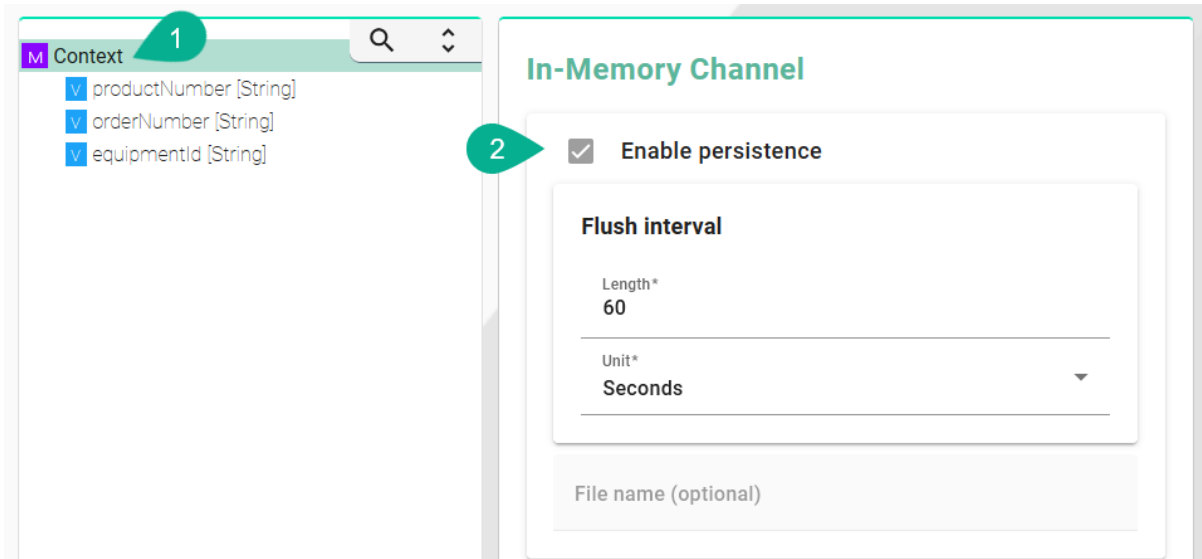 1
M Context
V productNumber [String]
V orderNumber [String]
V equipmentId [String]
In-Memory Channel
2
Enable persistence
Flush interval
Length*
60
Unit*
Seconds
File name (optional)